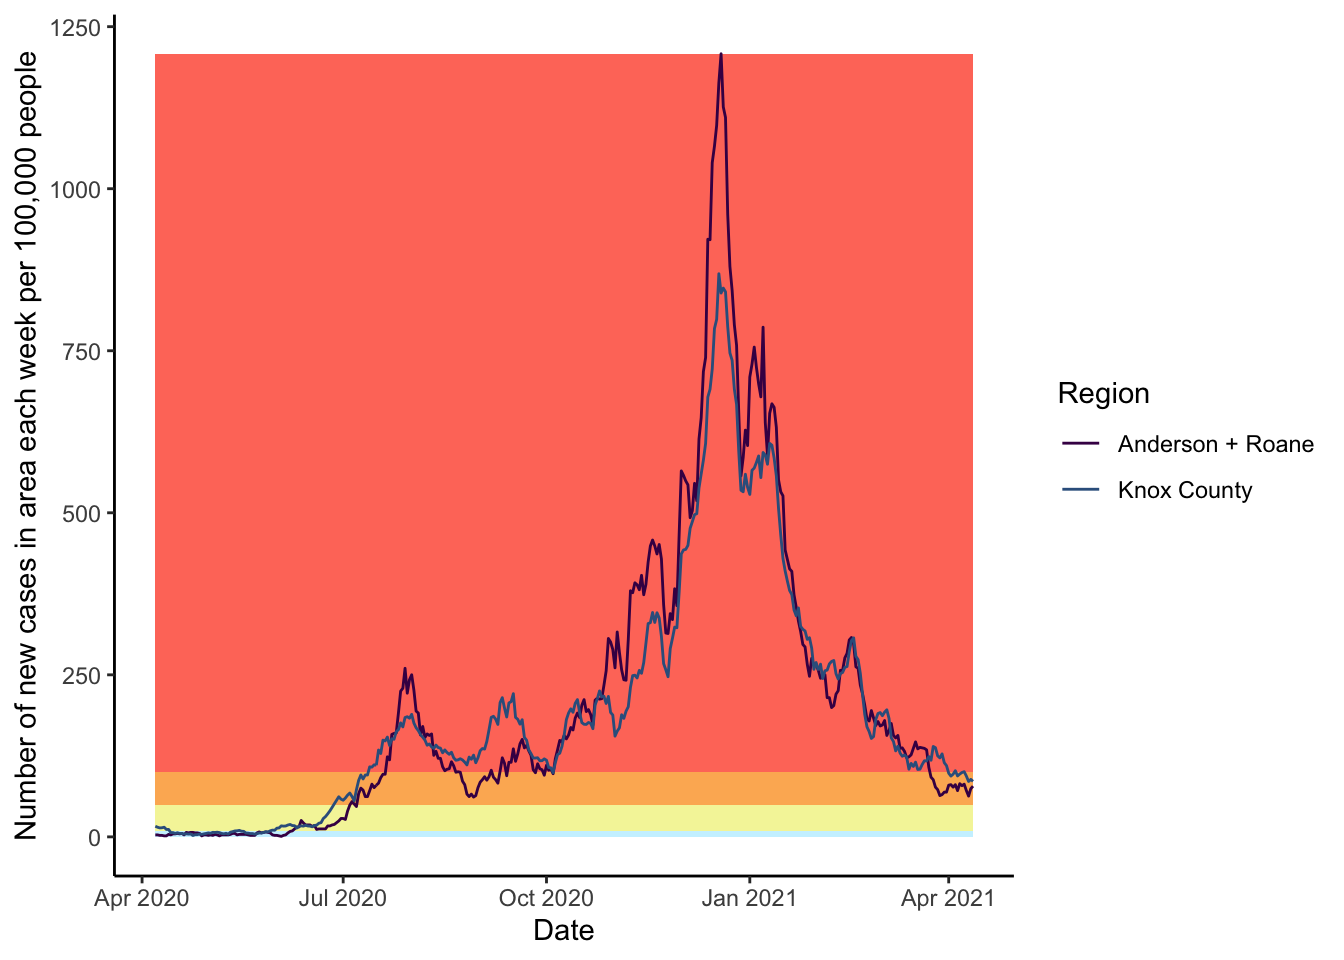 Number of new cases in area each week per 100,000 people
1250
1000
750
500
250
0
Apr 2020
Jul 2020
Oct 2020
Jan 2021
Apr 2021
Date
Region
Anderson + Roane
Knox County